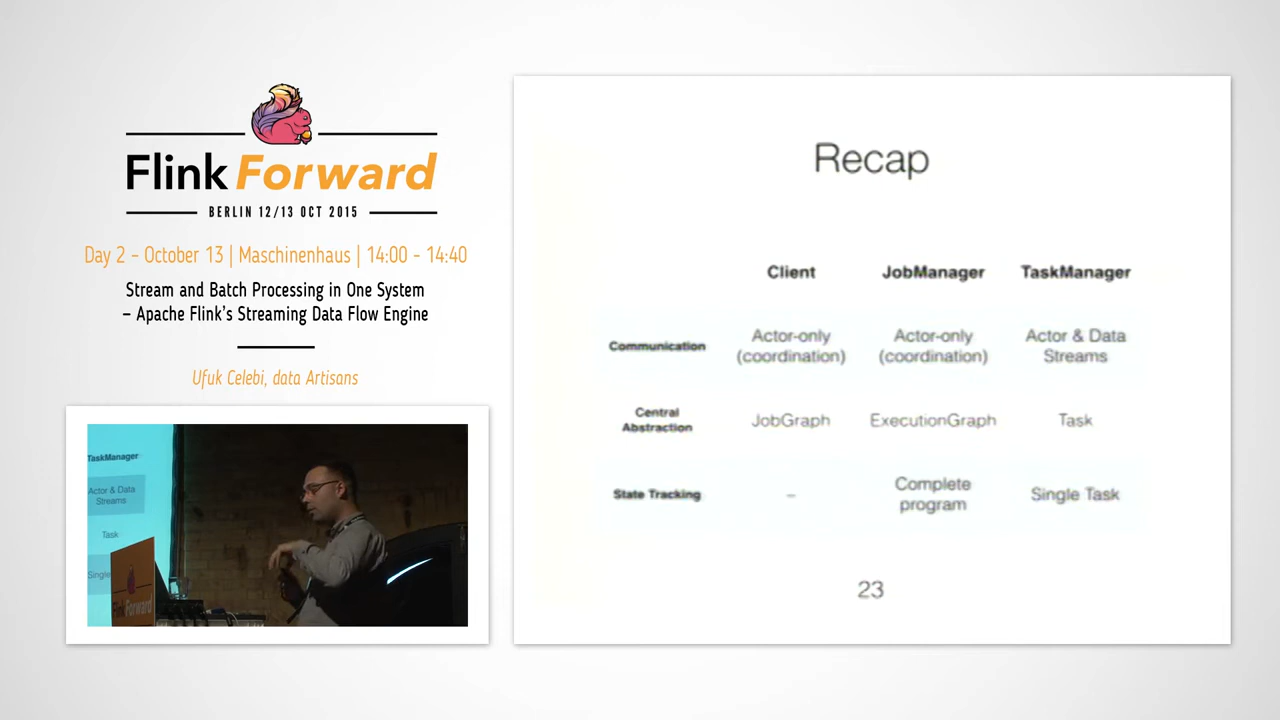 Flink Forward
BERLIN 12/13 OCT 2015
Day 2 – October 13 | Maschinenhaus | 14:00 - 14:40
Stream and Batch Processing in One System
– Apache Flink's Streaming Data Flow Engine
Ufuk Celebi, data Artisans
TaskManager
Actor & Data
Streams
Task
Single
Flink Forward
Recap
Client JobManager TaskManager
Communication Actor-only (coordination) Actor-only (coordination) Actor & Data Streams
Central Abstraction JobGraph ExecutionGraph Task
State Tracking – Complete program Single Task
23